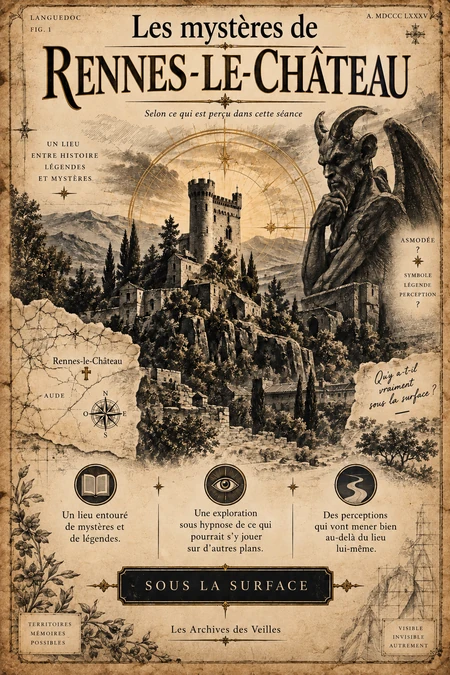 LANGUEDOC
FIG. 1
A. MDCCC LXXXV
Les mystères de
RENNES-LE-CHÂTEAU
Selon ce qui est perçu dans cette séance
UN LIEU
ENTRE HISTOIRE
LÉGENDES
ET MYSTÈRES
ASMODÉE
?
SYMBOLE
LÉGENDE
PERCEPTION
?
Rennes-le-Château
AUDE
N
O
E
S
Qu'y a-t-il
vraiment
sous la surface ?
Un lieu entouré
de mystères et
de légendes.
Une exploration
sous hypnose de ce qui
pourrait s'y jouer
sur d'autres plans.
Des perceptions
qui vont mener bien
au-delà du lieu
lui-même.
SOUS LA SURFACE
Les Archives des Veilles
TERRITOIRES
MÉMOIRES
POSSIBLES
VISIBLE
INVISIBLE
AUTREMENT